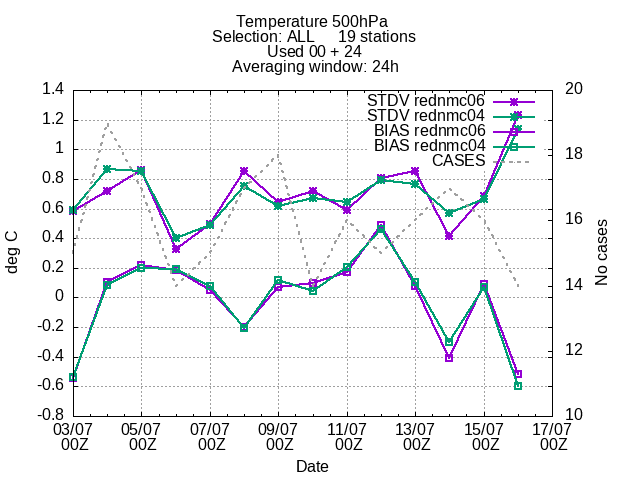 Temperature 500hPa
Selection: ALL 19 stations
Used 00 + 24
Averaging window: 24h
1.4
1.2
1
0.8
0.6
0.4
0.2
0
-0.2
-0.4
-0.6
-0.8
deg C
20
18
16
14
12
10
No cases
STDV rednmc06
STDV rednmc04
BIAS rednmc06
BIAS rednmc04
CASES
03/07 05/07 07/07 09/07 11/07 13/07 15/07 17/07
00Z 00Z 00Z 00Z 00Z 00Z 00Z 00Z
Date